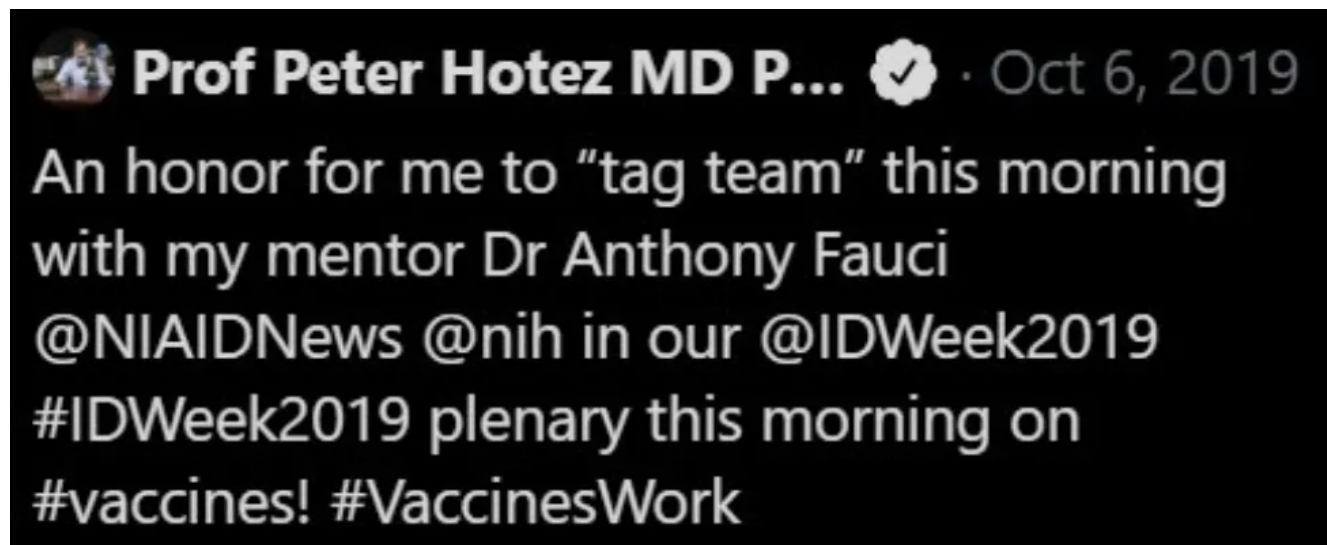 Prof Peter Hotez MD P... · Oct 6, 2019
An honor for me to “tag team” this morning
with my mentor Dr Anthony Fauci
@NIAIDNews @nih in our @IDWeek2019
#IDWeek2019 plenary this morning on
#vaccines! #VaccinesWork